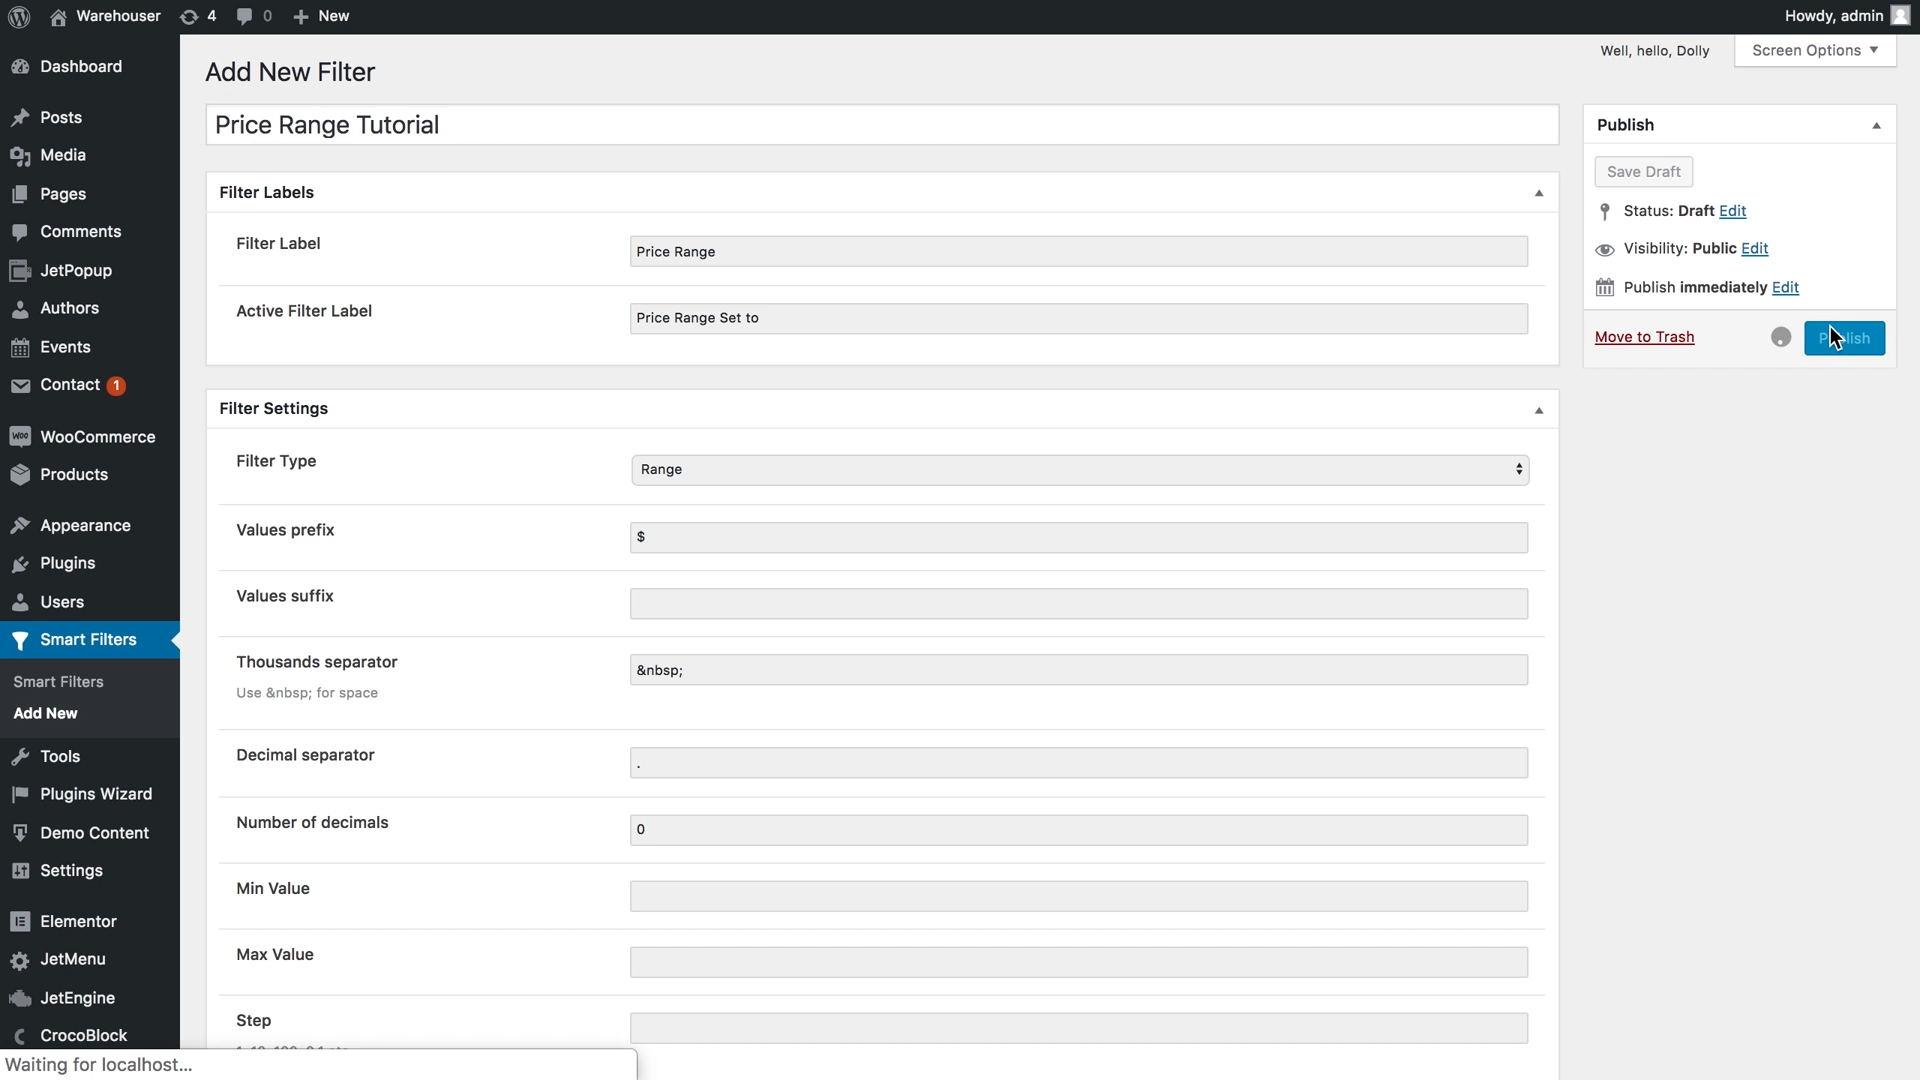 Warehouser 4 0 New Howdy, admin
Dashboard
Posts
Media
Pages
Comments
JetPopup
Authors
Events
Contact 1
WooCommerce
Products
Appearance
Plugins
Users
Smart Filters
Smart Filters
Add New
Tools
Plugins Wizard
Demo Content
Settings
Elementor
JetMenu
JetEngine
CrocoBlock
Waiting for localhost...
Well, hello, Dolly
Screen Options
Add New Filter
Price Range Tutorial
Filter Labels
Filter Label Price Range
Active Filter Label Price Range Set to
Filter Settings
Filter Type Range
Values prefix $
Values suffix
Thousands separator &nbsp;
Use &nbsp; for space
Decimal separator .
Number of decimals 0
Min Value
Max Value
Step
Publish
Save Draft
Status: Draft Edit
Visibility: Public Edit
Publish immediately Edit
Move to Trash